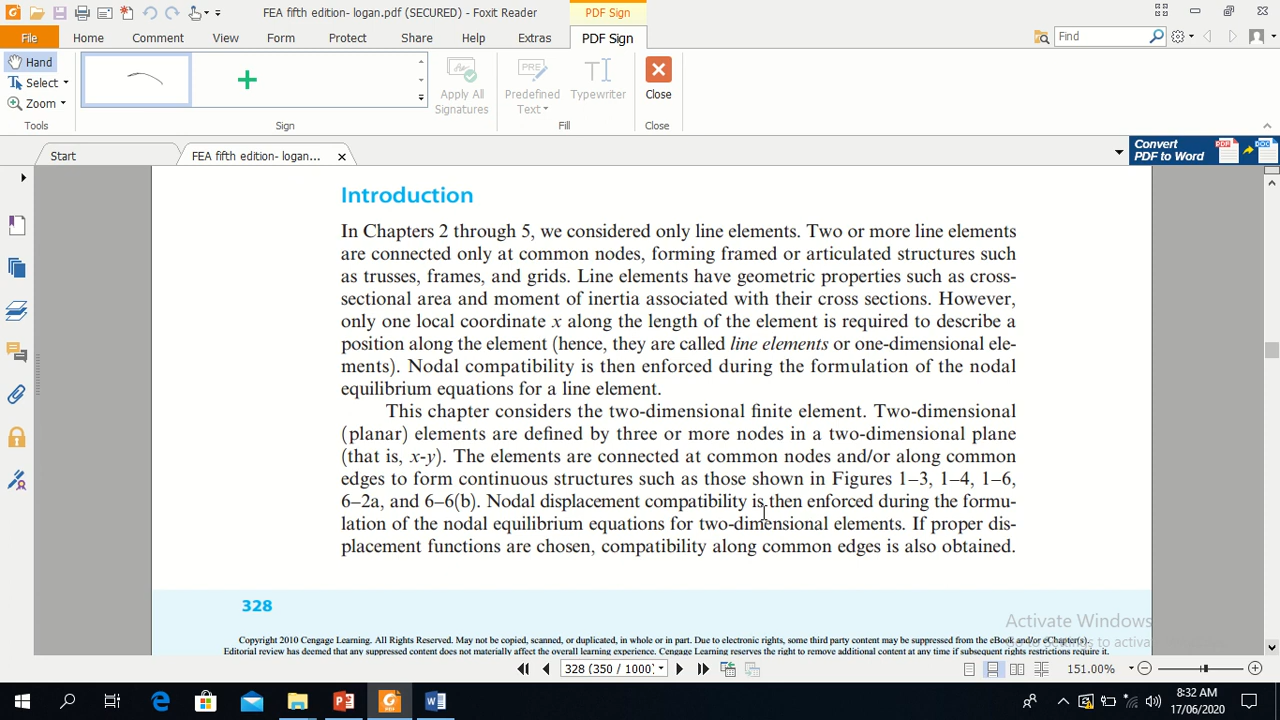 FEA fifth edition- logan.pdf (SECURED) - Foxit Reader
PDF Sign
File Home Comment View Form Protect Share Help Extras PDF Sign
Find
Hand
Select
Zoom
Tools
Sign
Apply All
Signatures
PRE
Predefined
Text
Typewriter
Fill
Close
Close
Start
FEA fifth edition- logan...
Convert
PDF to Word
Introduction
In Chapters 2 through 5, we considered only line elements. Two or more line elements
are connected only at common nodes, forming framed or articulated structures such
as trusses, frames, and grids. Line elements have geometric properties such as cross-
sectional area and moment of inertia associated with their cross sections. However,
only one local coordinate x along the length of the element is required to describe a
position along the element (hence, they are called line elements or one-dimensional ele-
ments). Nodal compatibility is then enforced during the formulation of the nodal
equilibrium equations for a line element.
This chapter considers the two-dimensional finite element. Two-dimensional
(planar) elements are defined by three or more nodes in a two-dimensional plane
(that is, x-y). The elements are connected at common nodes and/or along common
edges to form continuous structures such as those shown in Figures 1–3, 1–4, 1–6,
6–2a, and 6–6(b). Nodal displacement compatibility is then enforced during the formu-
lation of the nodal equilibrium equations for two-dimensional elements. If proper dis-
placement functions are chosen, compatibility along common edges is also obtained.
328
Copyright 2010 Cengage Learning. All Rights Reserved. May not be copied, scanned, or duplicated, in whole or in part. Due to electronic rights, some third party content may be suppressed from the eBook and/or eChapter(s).
Editorial review has deemed that any suppressed content does not materially affect the overall learning experience. Cengage Learning reserves the right to remove additional content at any time if subsequent rights restrictions require it.
Activate Windows
Go to Settings to activa
328 (350 / 1000)
151.00%
8:32 AM
17/06/2020